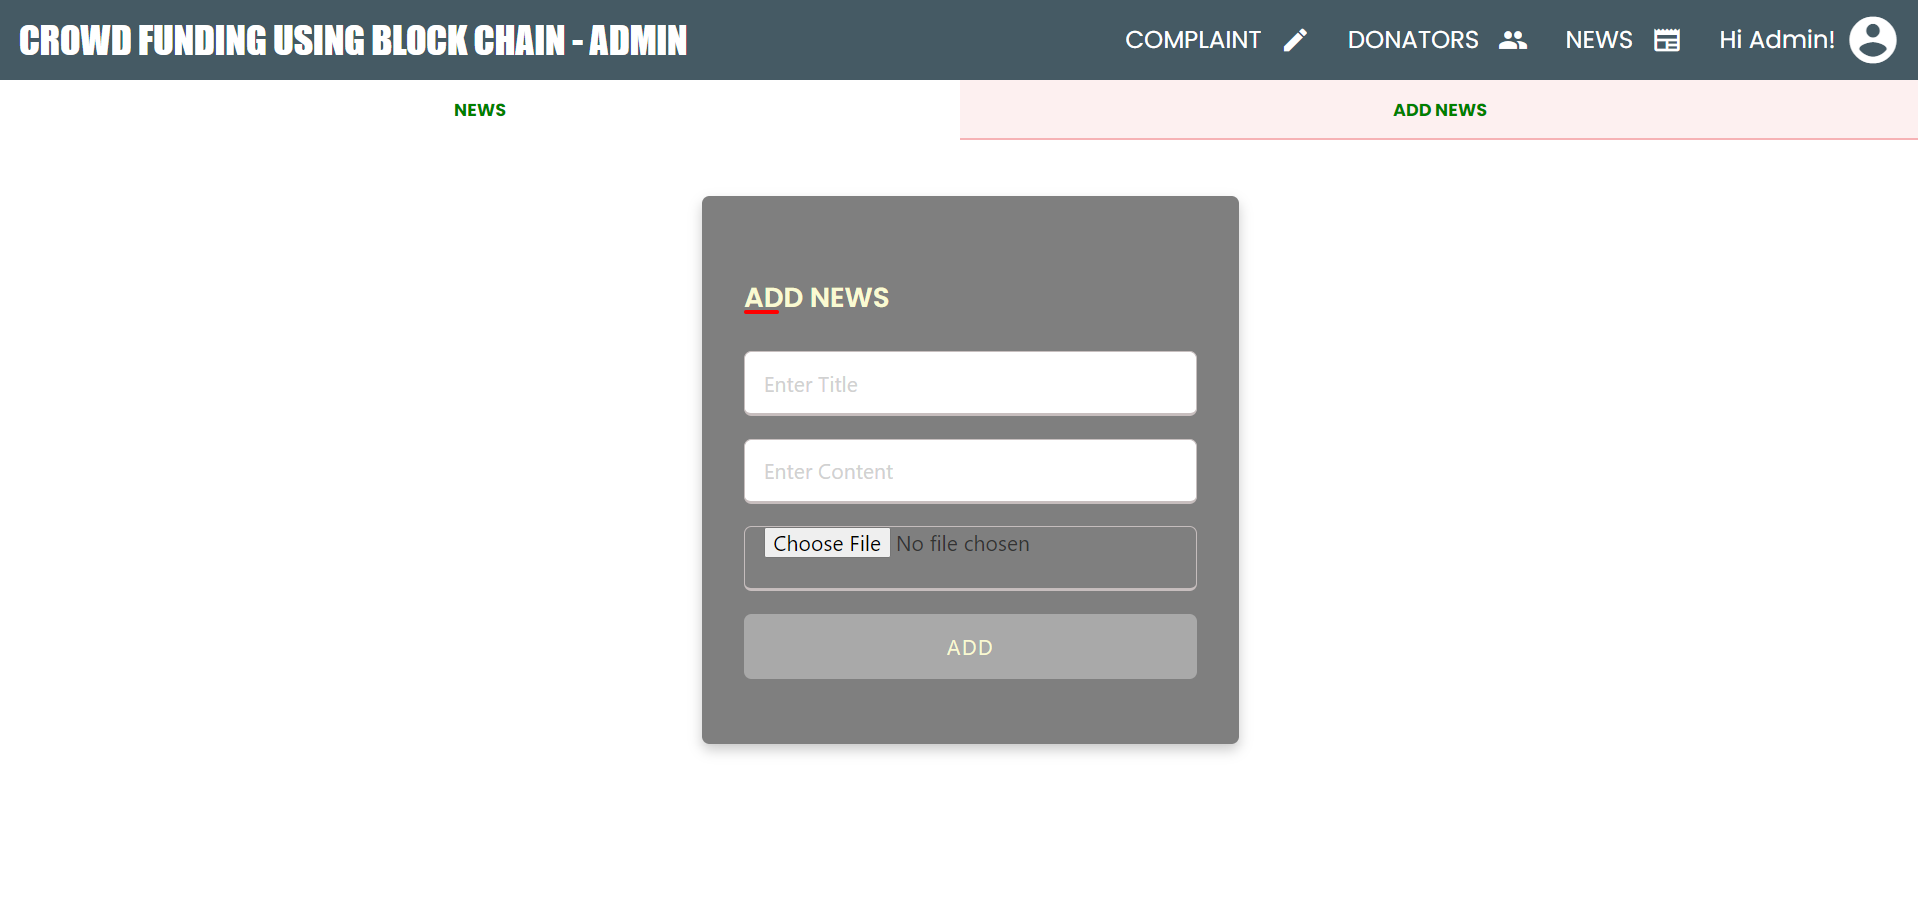 CROWD FUNDING USING BLOCK CHAIN - ADMIN
COMPLAINT DONATORS NEWS Hi Admin!
NEWS ADD NEWS
ADD NEWS
Enter Title
Enter Content
Choose File No file chosen
ADD